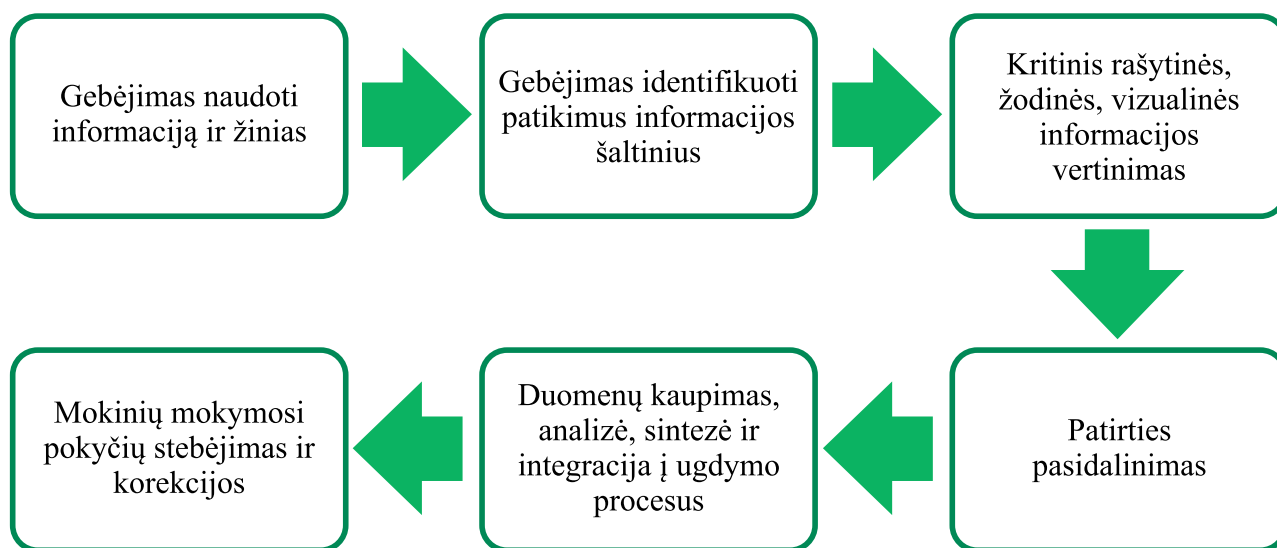 Gebėjimas naudoti
informaciją ir žinias
Gebėjimas identifikuoti
patikimus informacijos
šaltinius
Kritinis rašytinės,
žodinės, vizualinės
informacijos
vertinimas
Patirties
pasidalinimas
Duomenų kaupimas,
analizė, sintezė ir
integracija į ugdymo
procesus
Mokinių mokymosi
pokyčių stebėjimas ir
korekcijos